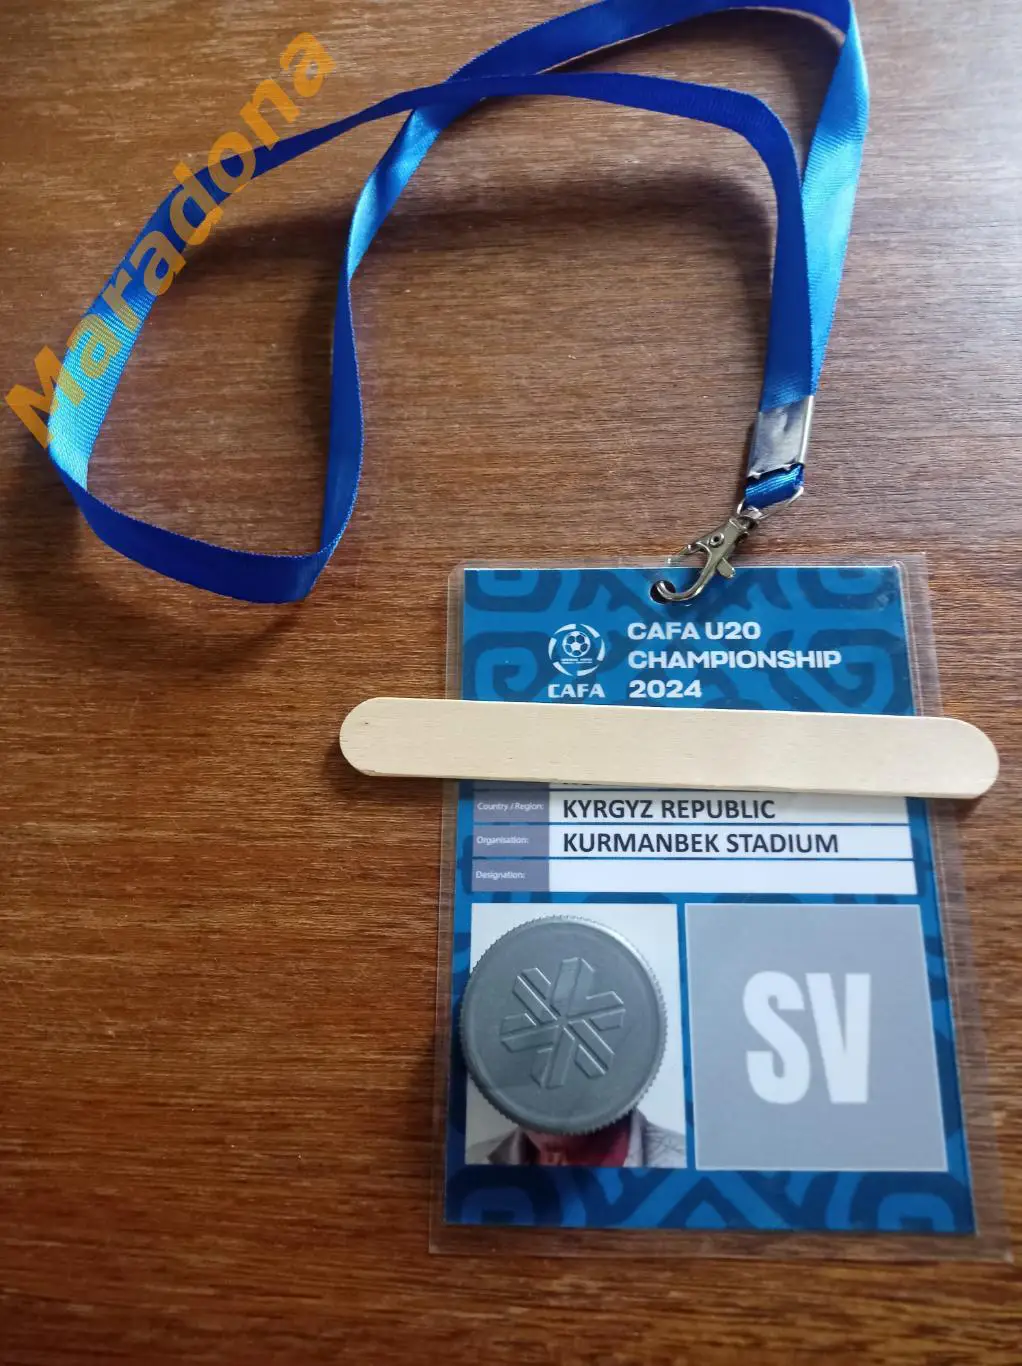 Maradona
CAFA U20
CHAMPIONSHIP
2024
CAFA
Country / Region:
KYRGYZ REPUBLIC
Organisation:
KURMANBEK STADIUM
Designation:
SV